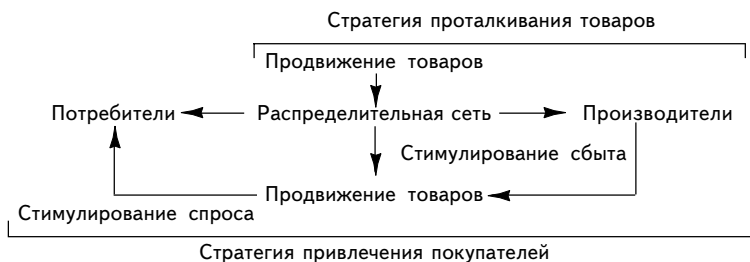 Стратегия проталкивания товаров
Продвижение товаров
Потребители
Распределительная сеть
Производители
Стимулирование сбыта
Продвижение товаров
Стимулирование спроса
Стратегия привлечения покупателей